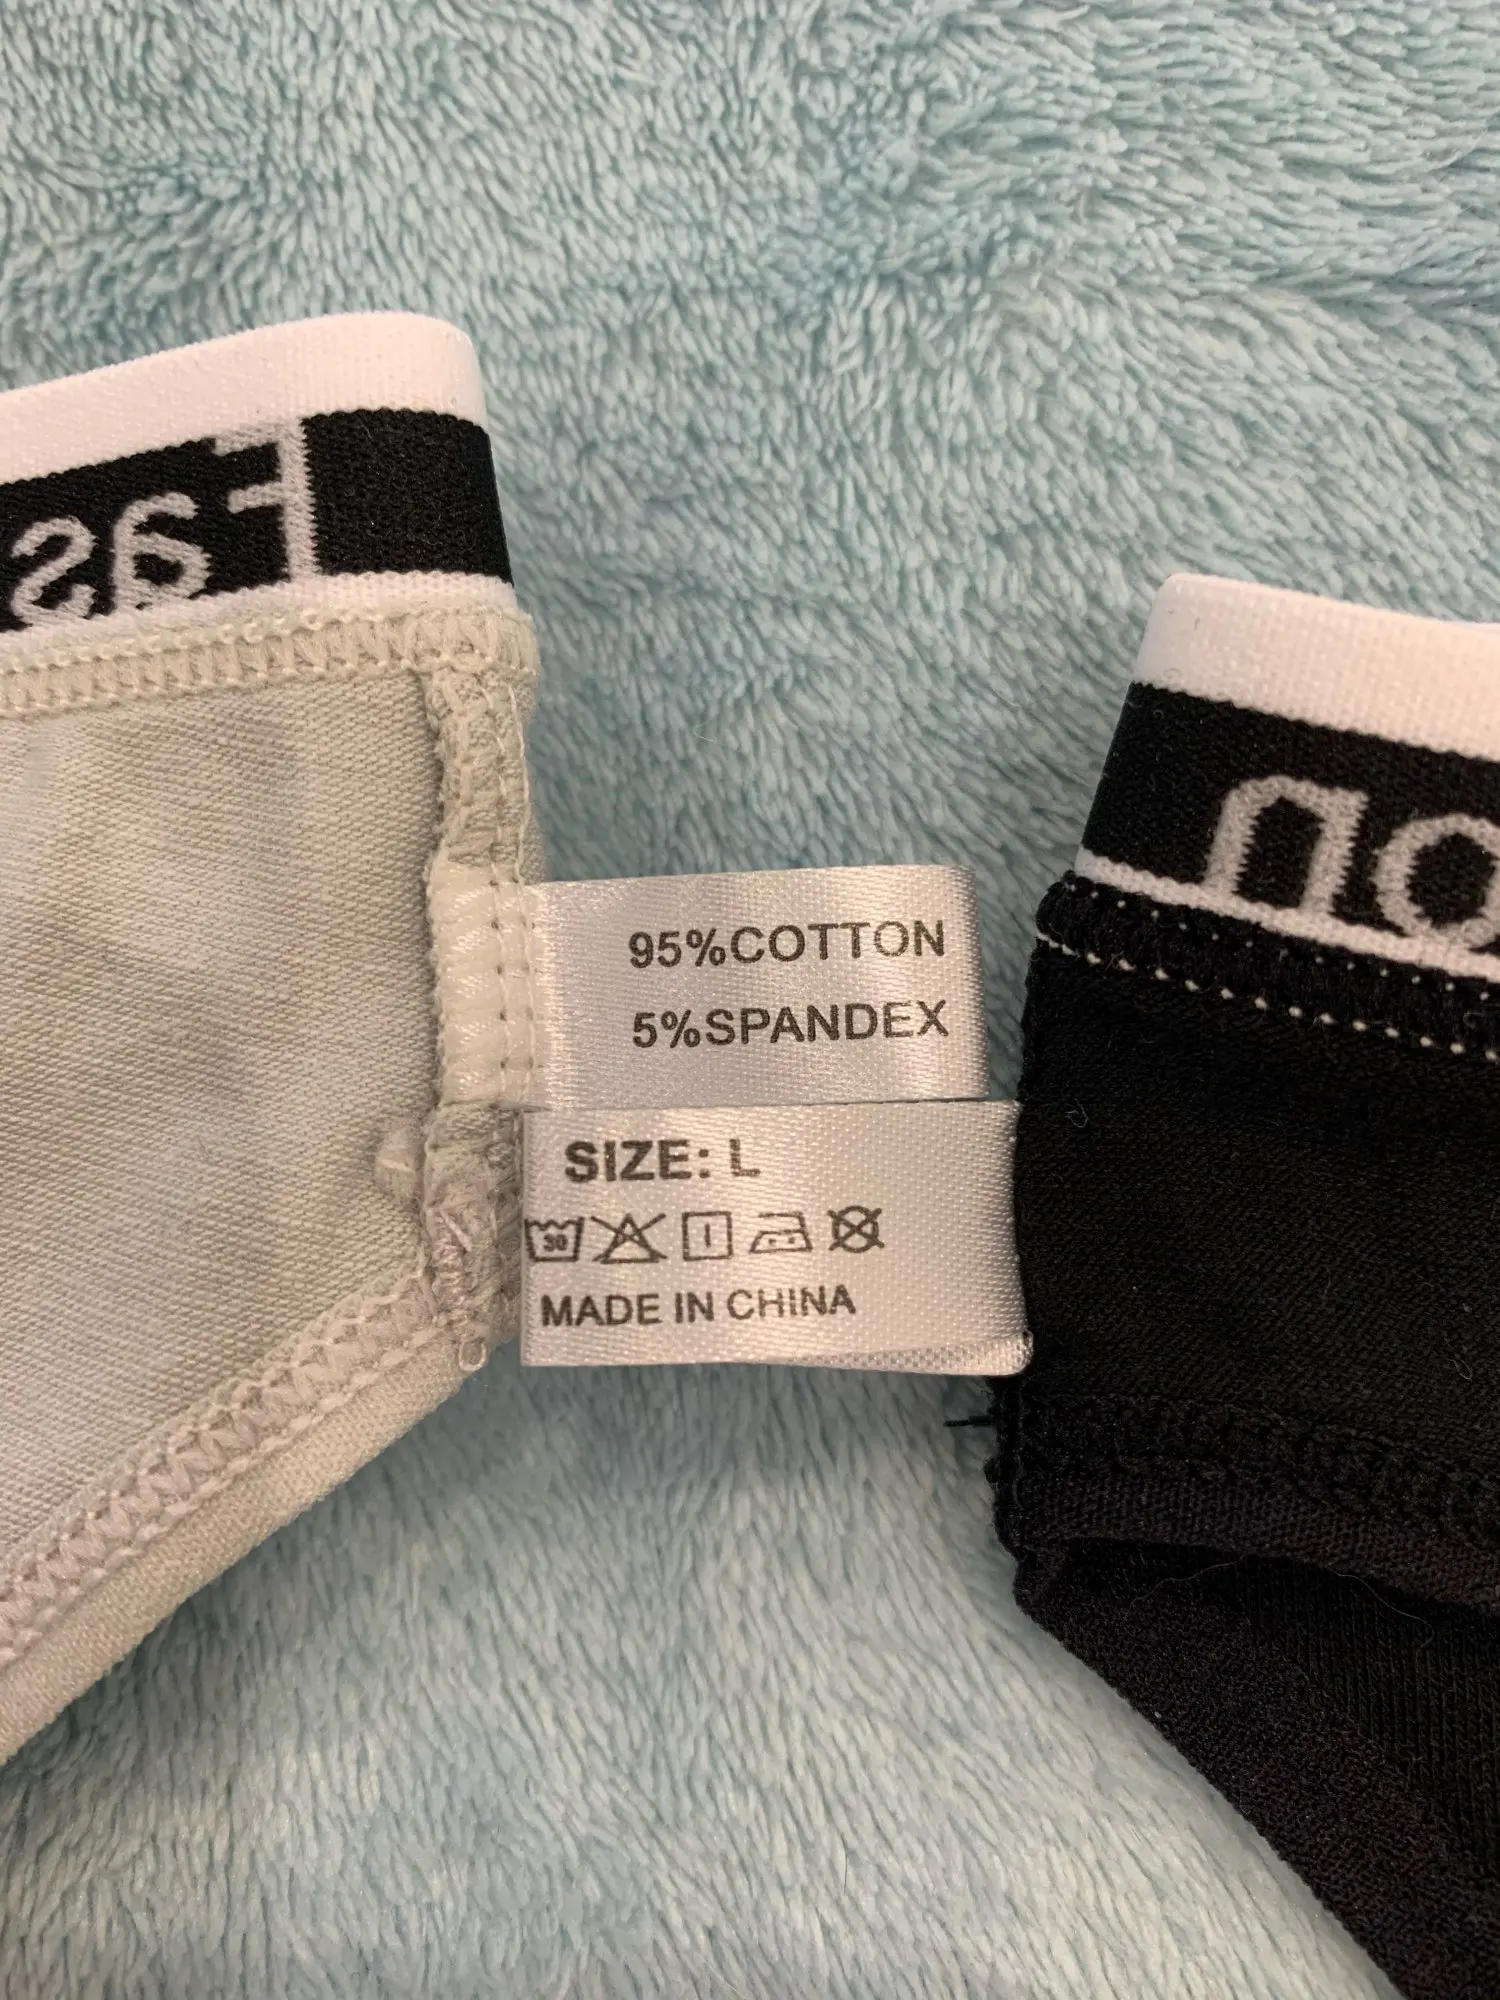 95%COTTON
5%SPANDEX
SIZE: L
30
MADE IN CHINA